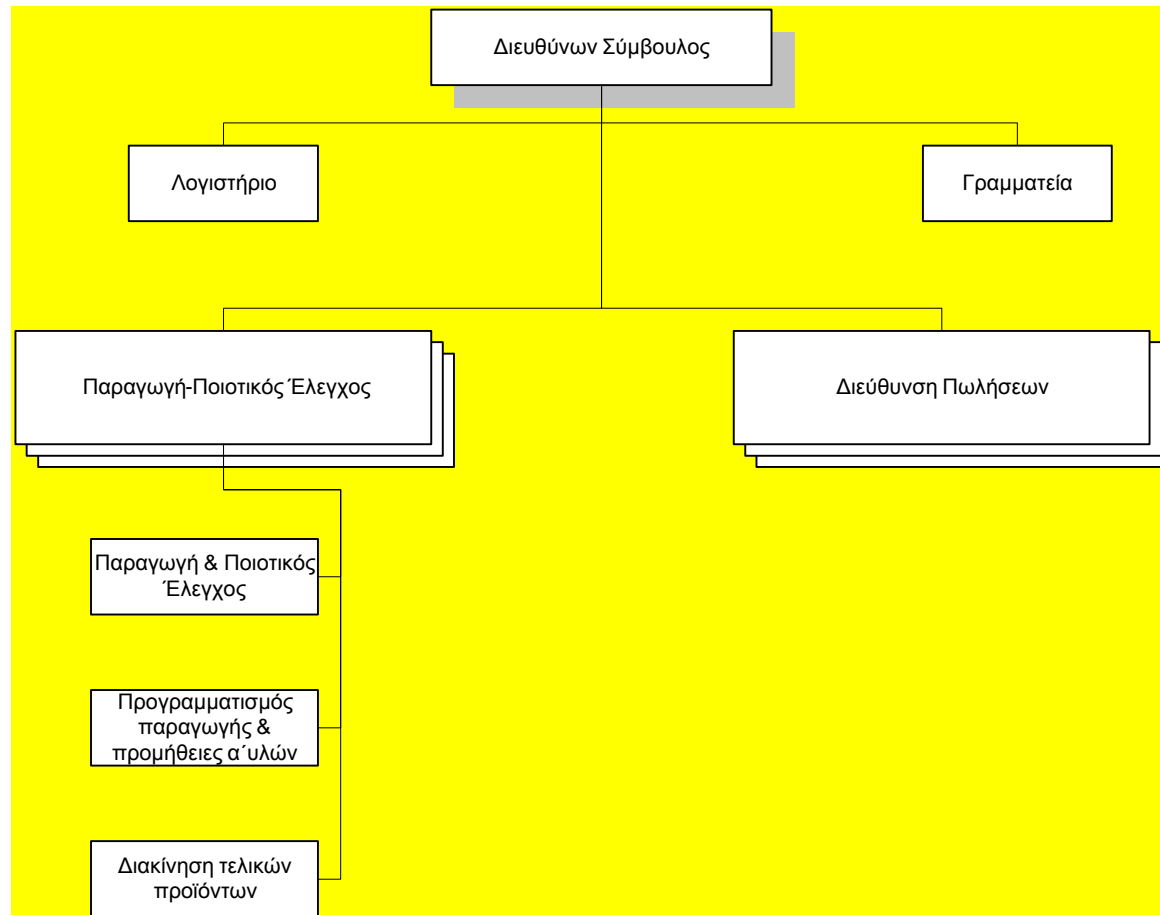 Διευθύνων Σύμβουλος
Λογιστήριο
Γραμματεία
Παραγωγή-Ποιοτικός Έλεγχος
Διεύθυνση Πωλήσεων
Παραγωγή & Ποιοτικός
Έλεγχος
Προγραμματισμός
παραγωγής &
προμήθειες α΄υλών
Διακίνηση τελικών
προϊόντων